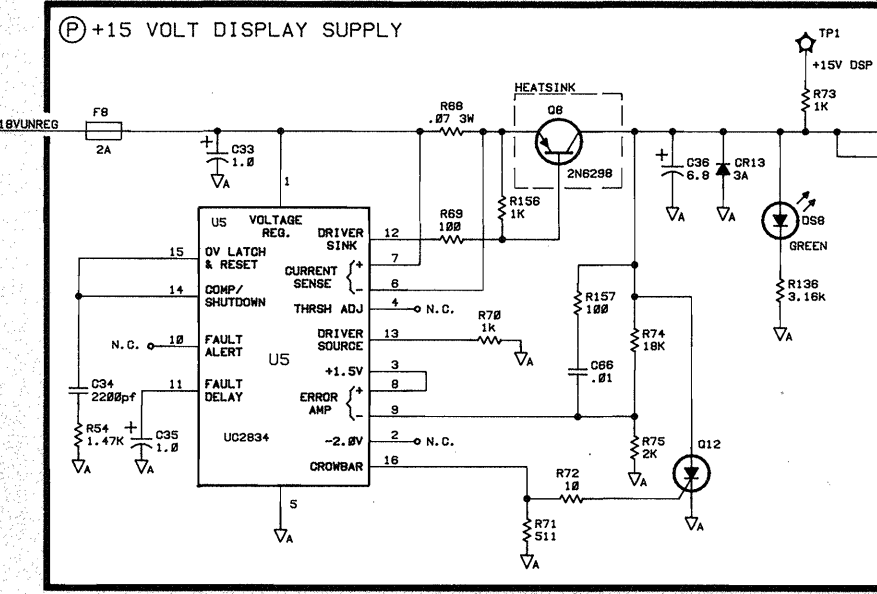 P +15 VOLT DISPLAY SUPPLY
TP1
+15V DSP
R73
1K
HEATSINK
Q8
2N6298
R68
.07 3W
18VUNREG
F8
2A
+ C33
1.0
A
+ C36
6.8
A
CR13
3A
A
DS8
GREEN
R136
3.16k
A
R156
1K
R69
100
1
U5 VOLTAGE
REG.
DRIVER
SINK
12
15
OV LATCH
& RESET
CURRENT
SENSE
+
7
-
6
14
COMP/
SHUTDOWN
THRSH ADJ
4
N.C.
N.C.
10
FAULT
ALERT
DRIVER
SOURCE
13
R70
1k
A
U5
+1.5V
3
11
FAULT
DELAY
ERROR
AMP
+
8
-
9
UC2834
-2.0V
2
N.C.
CROWBAR
16
5
A
C34
2200pf
R54
1.47K
A
+ C35
1.0
A
R157
100
C66
.01
R74
18K
R75
2K
A
Q12
A
R72
10
R71
511
A